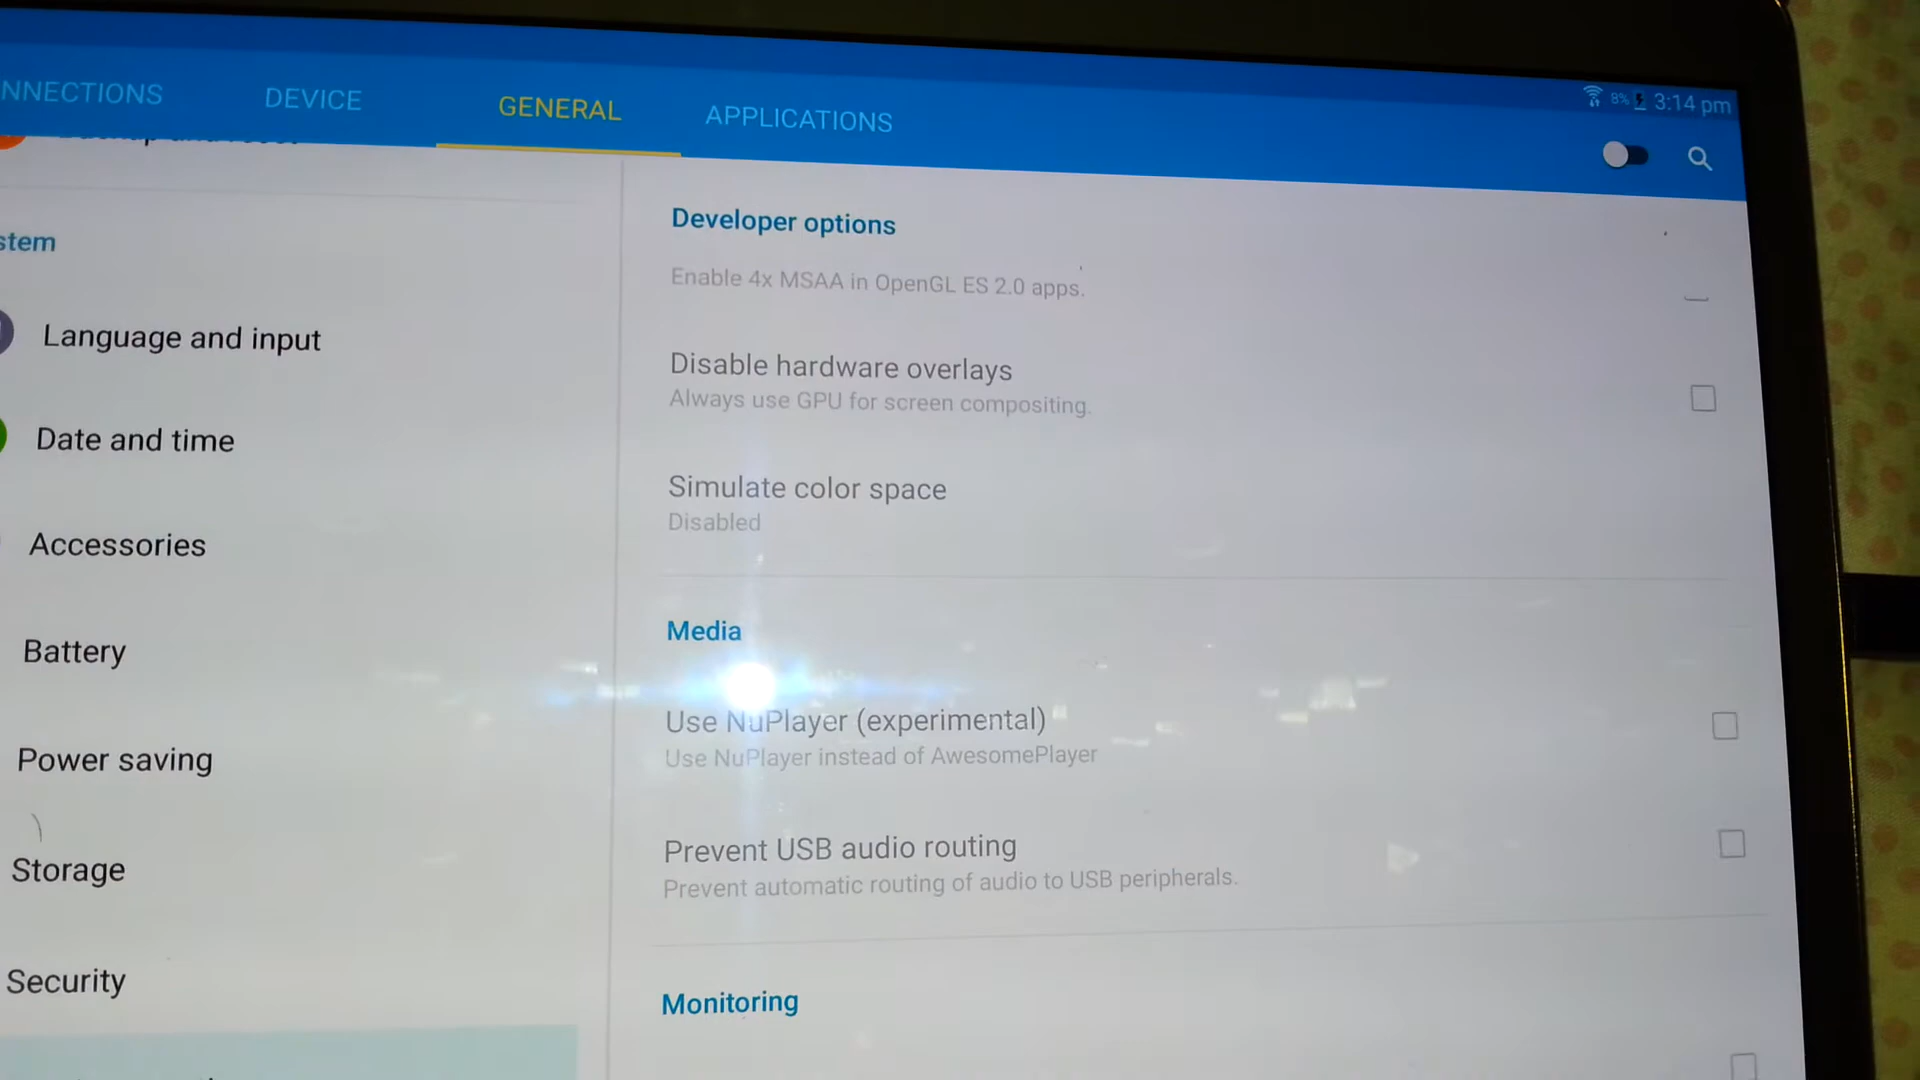 NNECTIONS DEVICE GENERAL APPLICATIONS
8% 3:14 pm
stem
Language and input
Date and time
Accessories
Battery
Power saving
Storage
Security
Developer options
Enable 4x MSAA in OpenGL ES 2.0 apps.
Disable hardware overlays
Always use GPU for screen compositing.
Simulate color space
Disabled
Media
Use NuPlayer (experimental)
Use NuPlayer instead of AwesomePlayer
Prevent USB audio routing
Prevent automatic routing of audio to USB peripherals.
Monitoring